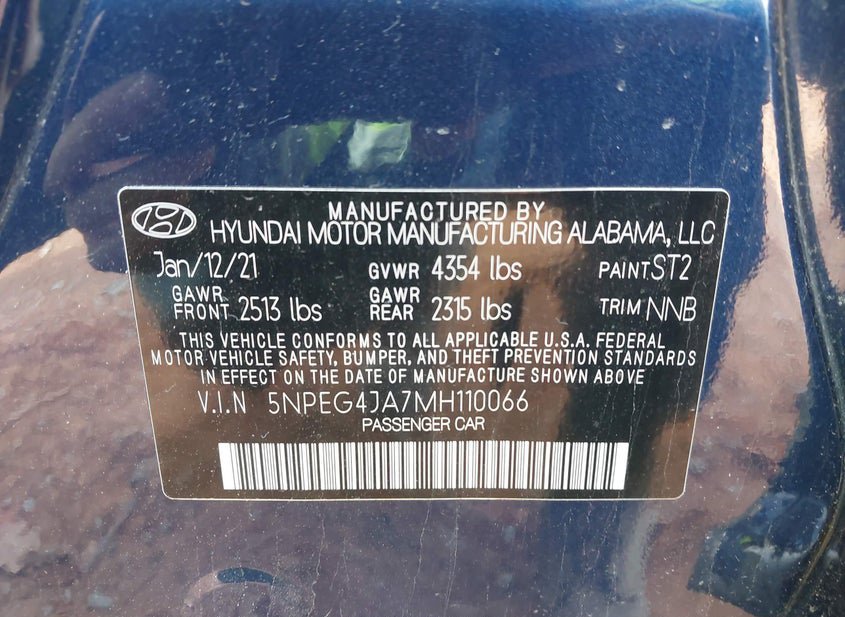 MANUFACTURED BY
HYUNDAI MOTOR MANUFACTURING ALABAMA, LLC
Jan/12/21 GVWR 4354 lbs PAINT ST2
GAWR FRONT 2513 lbs GAWR REAR 2315 lbs TRIM NNB
THIS VEHICLE CONFORMS TO ALL APPLICABLE U.S.A. FEDERAL
MOTOR VEHICLE SAFETY, BUMPER, AND THEFT PREVENTION STANDARDS
IN EFFECT ON THE DATE OF MANUFACTURE SHOWN ABOVE
V.I.N 5NPEG4JA7MH110066
PASSENGER CAR